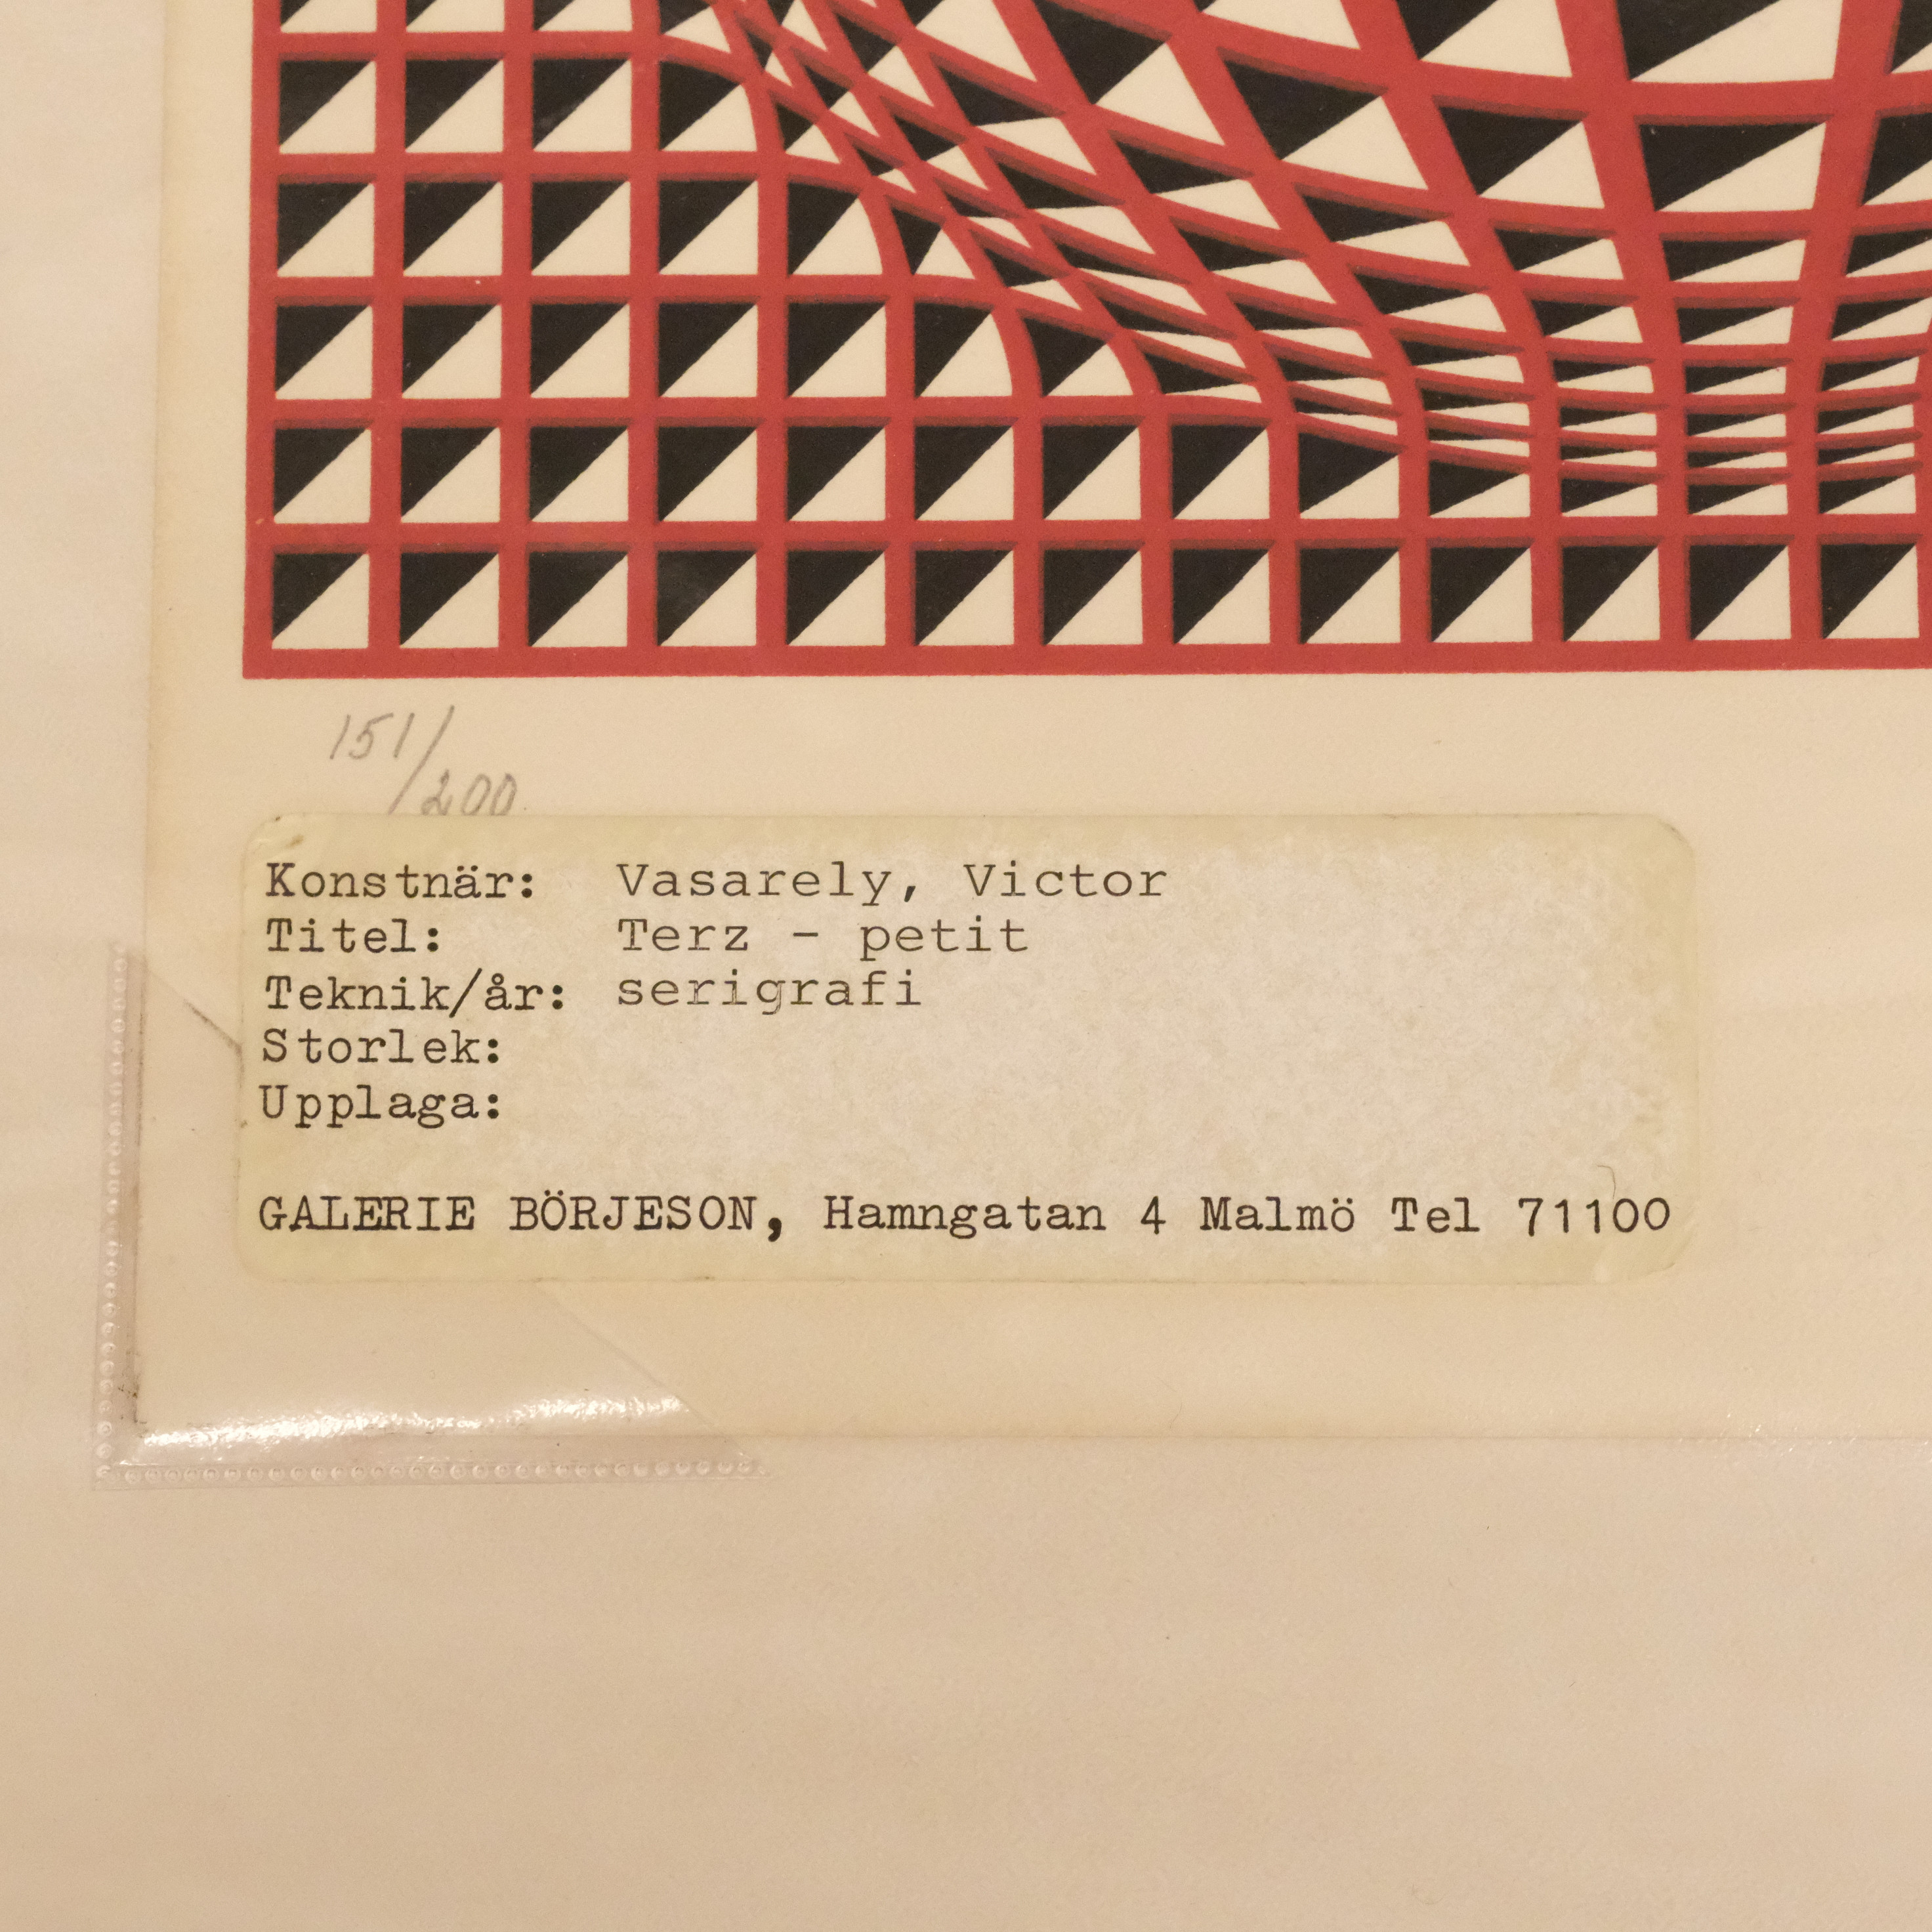 151/200
Konstnär: Vasarely, Victor
Titel: Terz - petit
Teknik/år: serigrafi
Storlek:
Upplaga:
GALERIE BÖRJESON, Hamngatan 4 Malmö Tel 71100